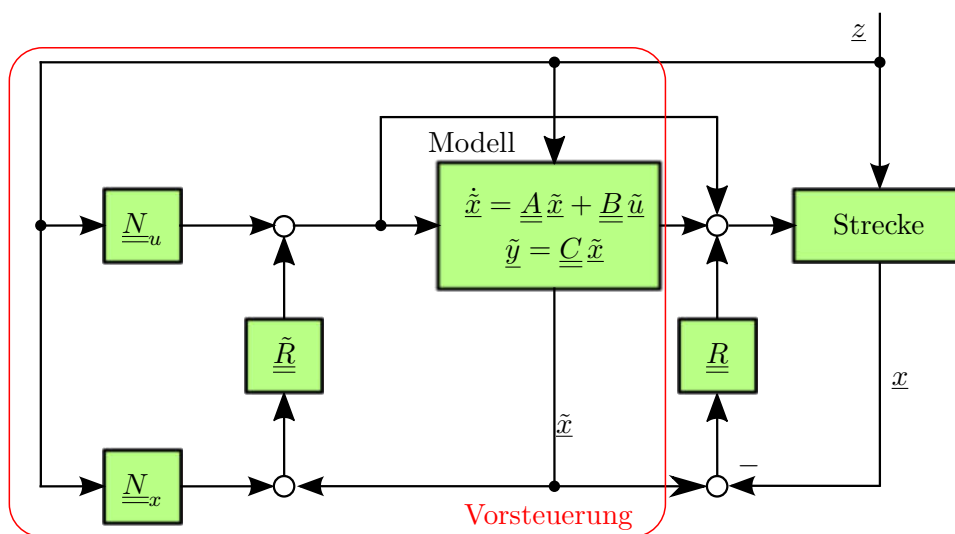 z
Modell
ẋ̃ = A x̃ + B ũ
ỹ = C x̃
N_u
Strecke
R̃
R
x̃
x
N_x
−
Vorsteuerung